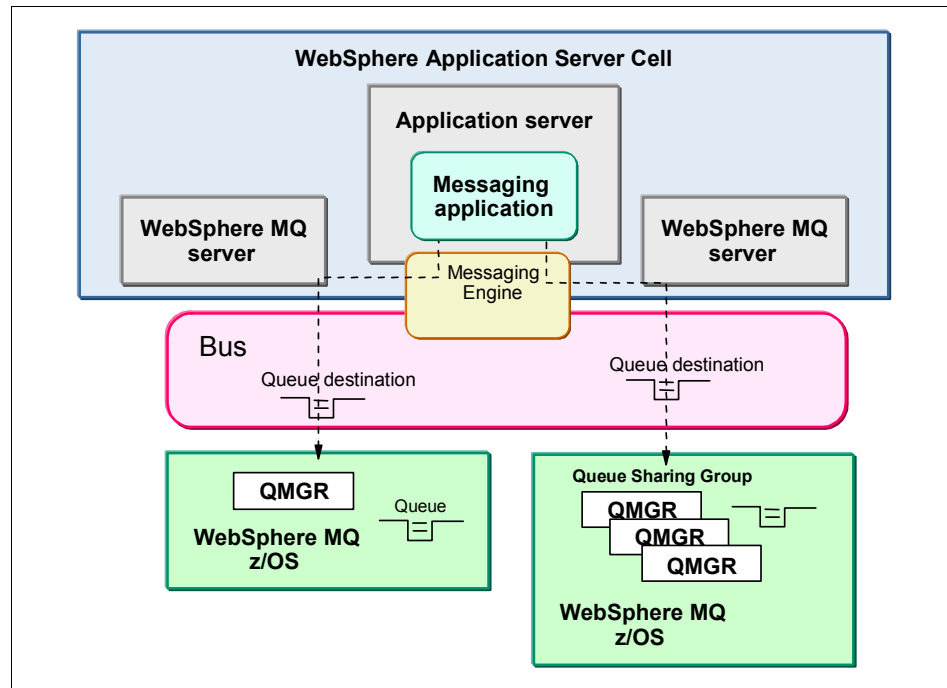 WebSphere Application Server Cell
Application server
Messaging
application
WebSphere MQ
server
WebSphere MQ
server
Messaging
Engine
Bus
Queue destination
Queue destination
QMGR
Queue
WebSphere MQ
z/OS
Queue Sharing Group
QMGR
QMGR
QMGR
WebSphere MQ
z/OS